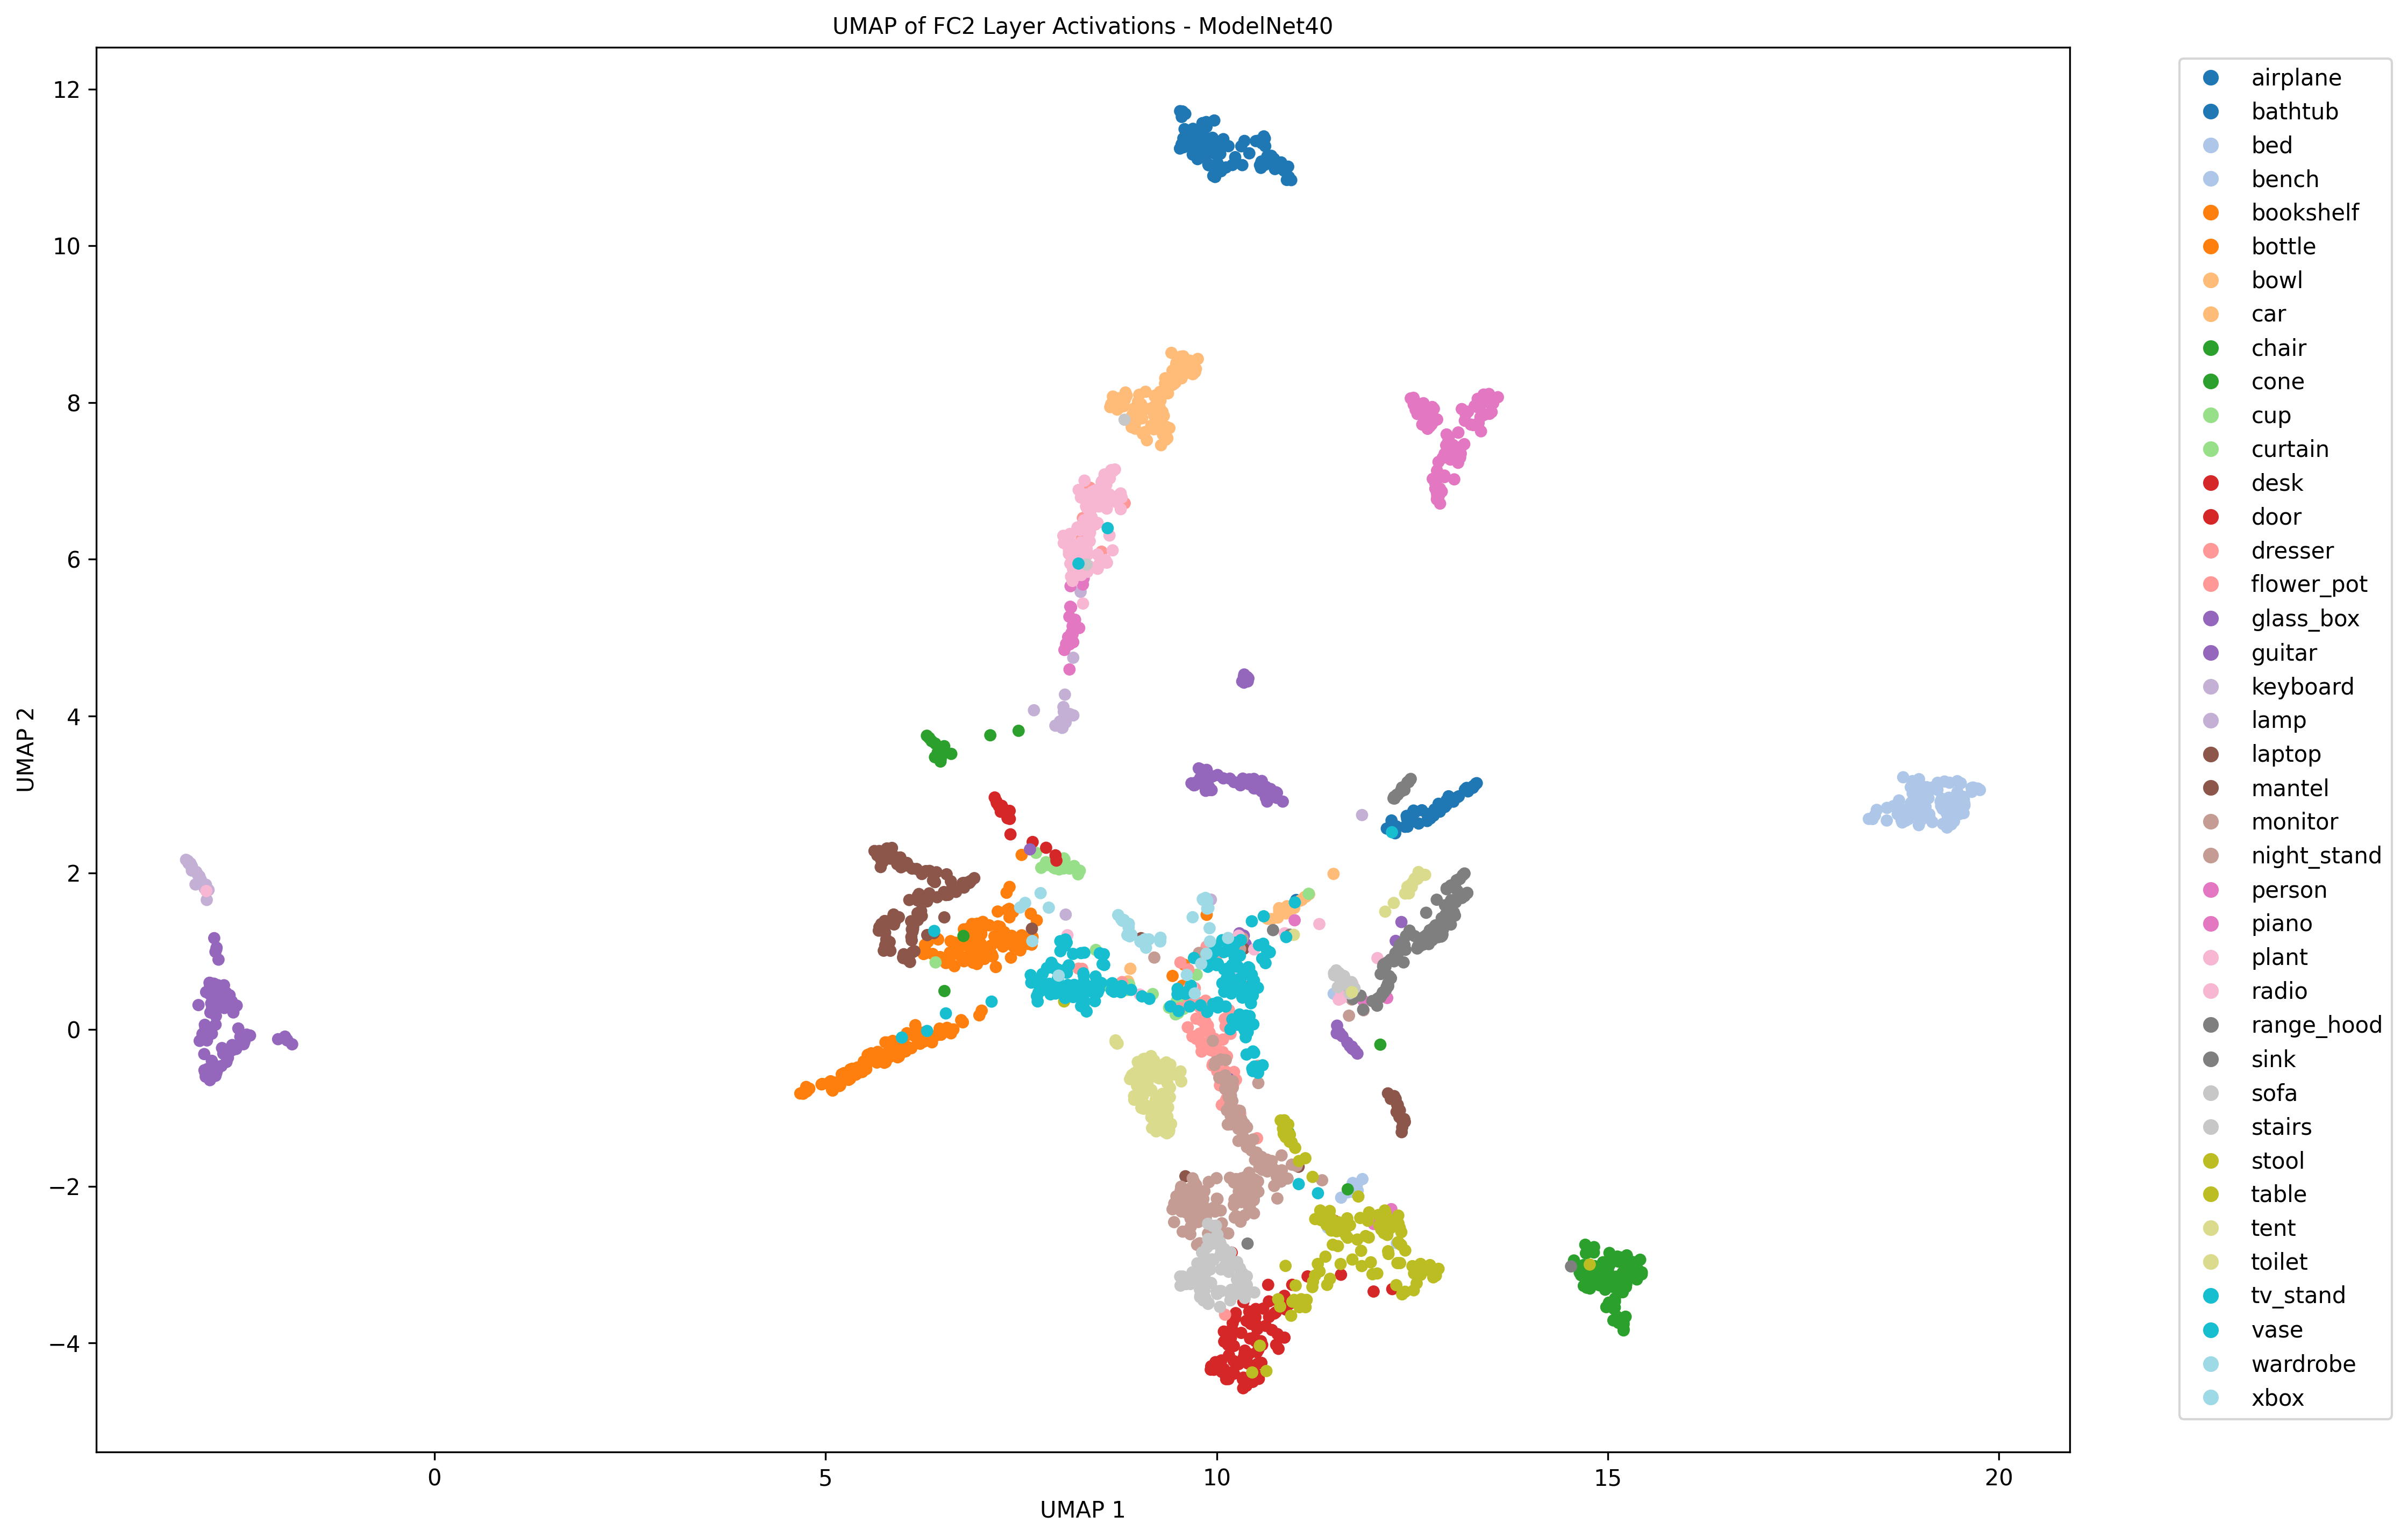 UMAP of FC2 Layer Activations - ModelNet40
12
10
8
6
4
2
0
−2
−4
UMAP 2
0
5
10
15
20
UMAP 1
airplane
bathtub
bed
bench
bookshelf
bottle
bowl
car
chair
cone
cup
curtain
desk
door
dresser
flower_pot
glass_box
guitar
keyboard
lamp
laptop
mantel
monitor
night_stand
person
piano
plant
radio
range_hood
sink
sofa
stairs
stool
table
tent
toilet
tv_stand
vase
wardrobe
xbox